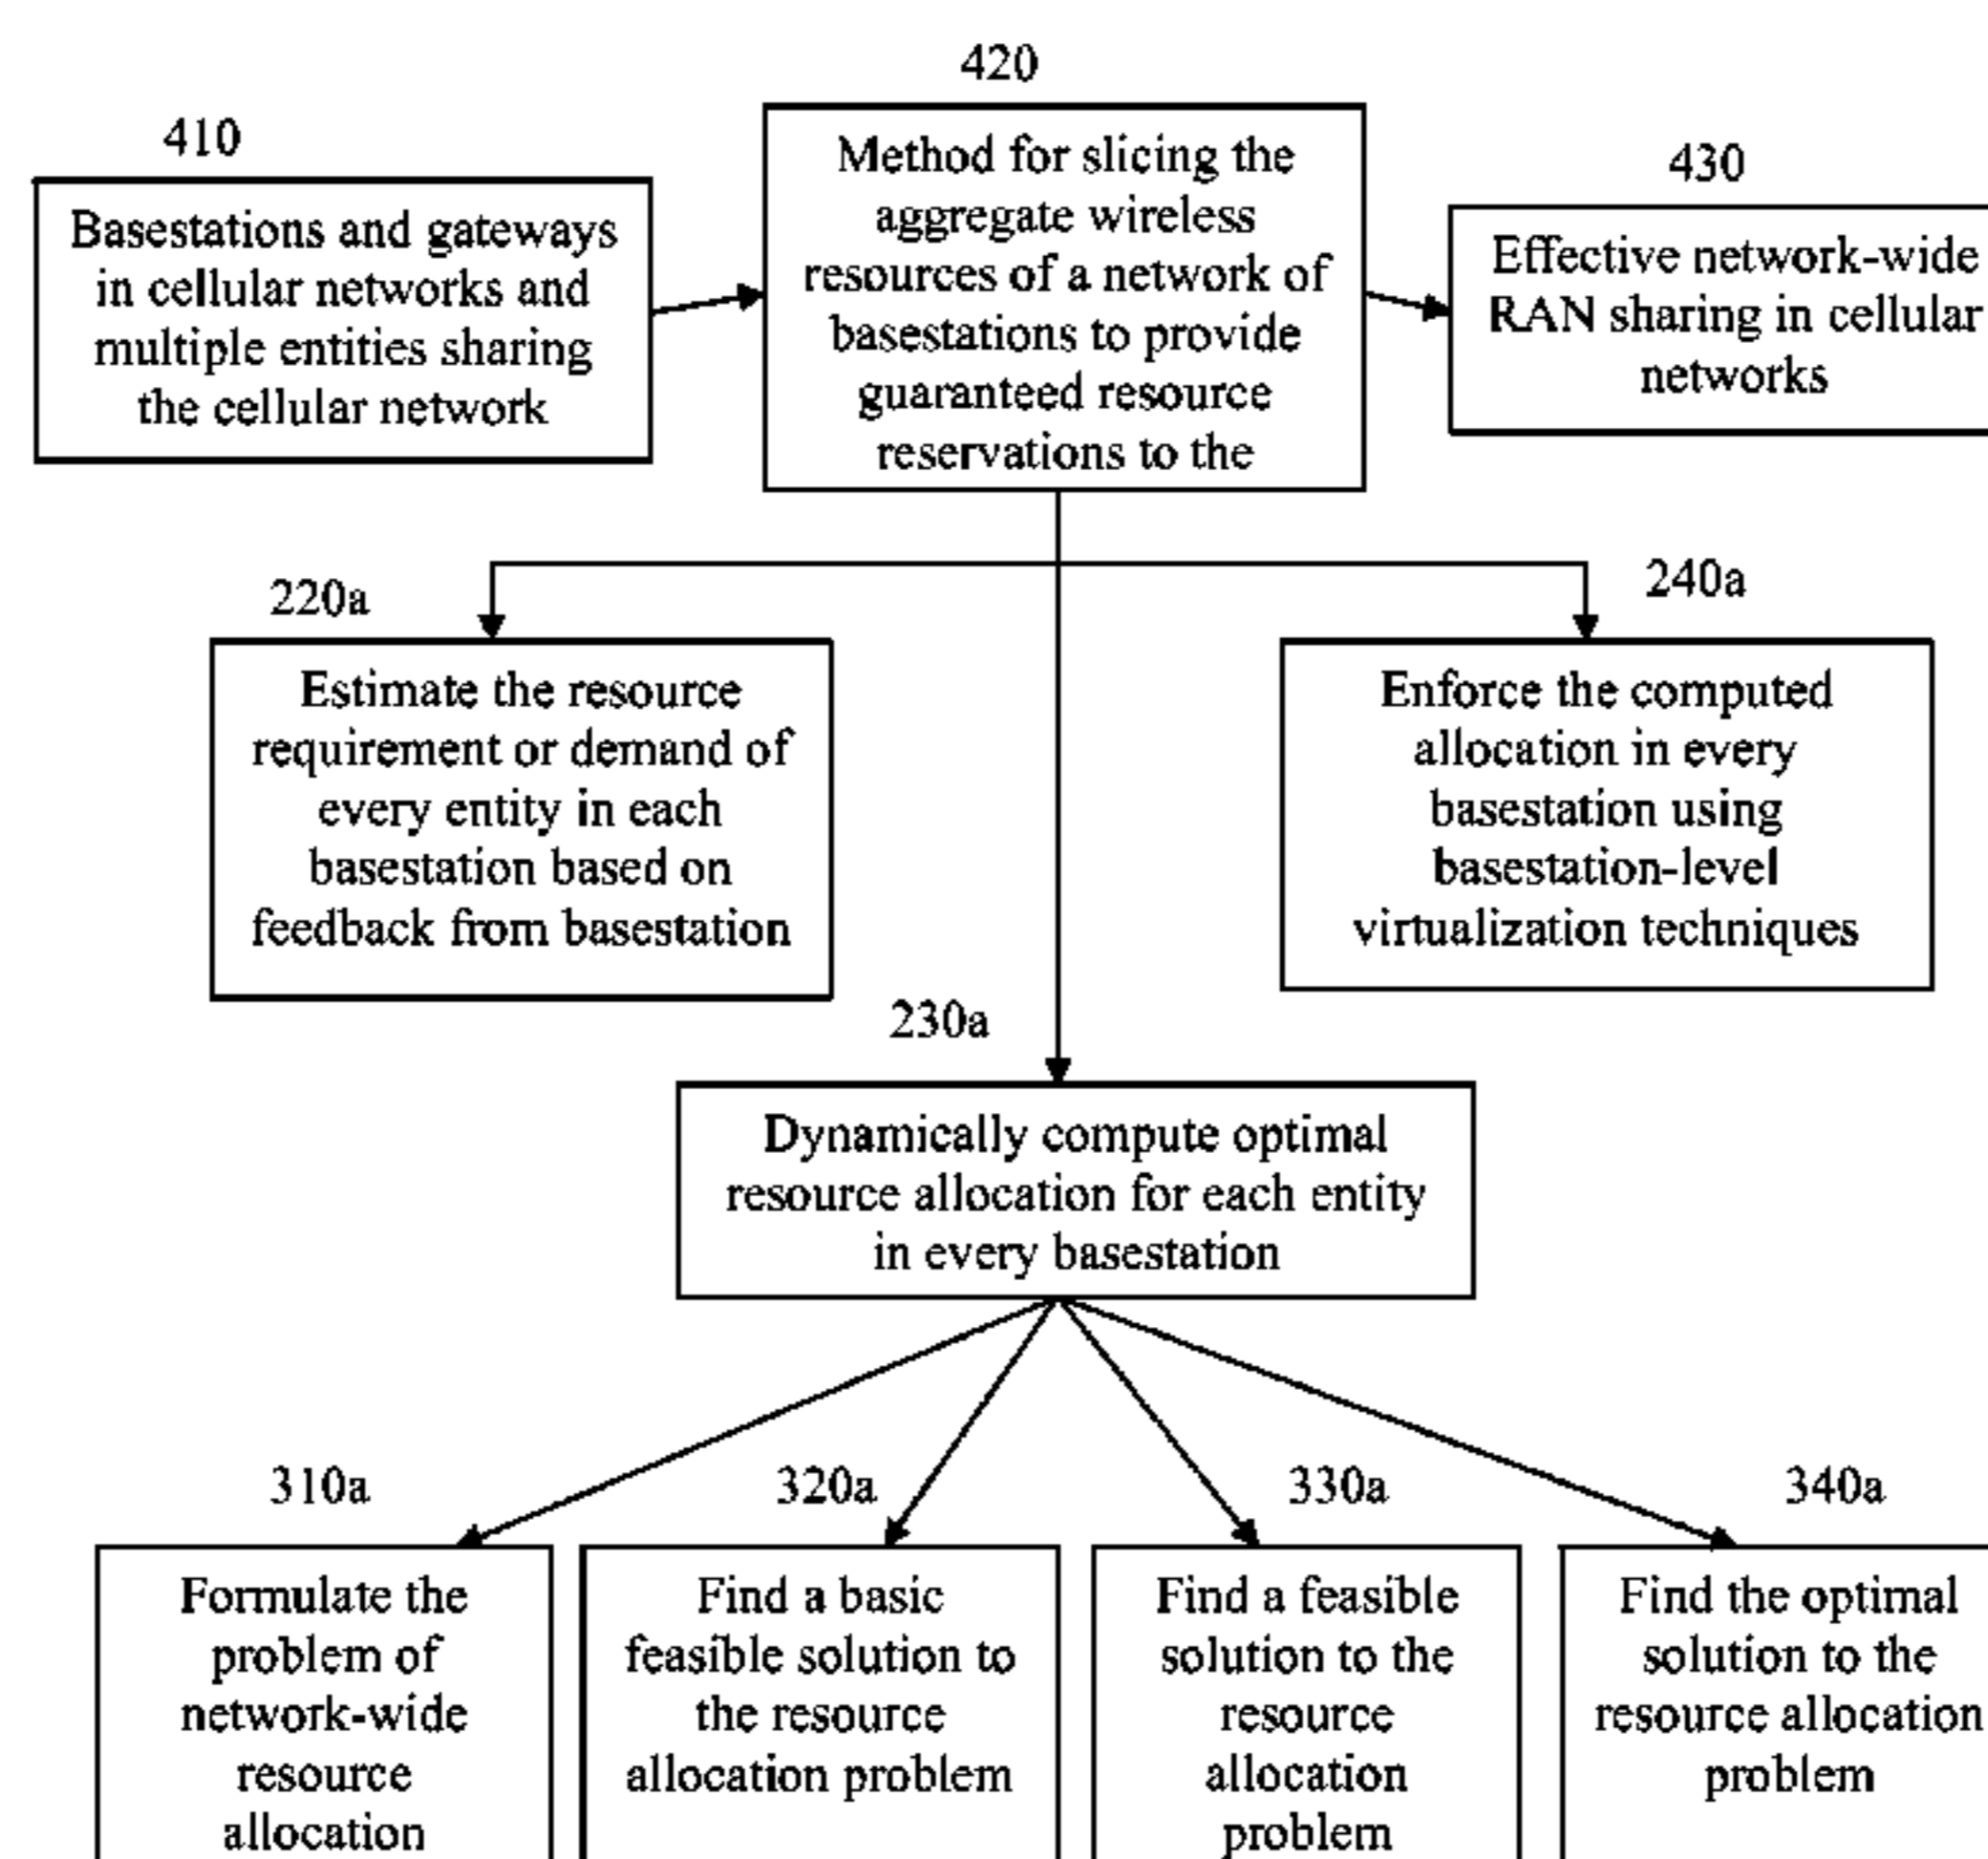 420
Method for slicing the
aggregate wireless
resources of a network of
basestations to provide
guaranteed resource
reservations to the
410
Basestations and gateways
in cellular networks and
multiple entities sharing
the cellular network
430
Effective network-wide
RAN sharing in cellular
networks
220a
Estimate the resource
requirement or demand of
every entity in each
basestation based on
feedback from basestation
240a
Enforce the computed
allocation in every
basestation using
basestation-level
virtualization techniques
230a
Dynamically compute optimal
resource allocation for each entity
in every basestation
310a
Formulate the
problem of
network-wide
resource
allocation
320a
Find a basic
feasible solution to
the resource
allocation problem
330a
Find a feasible
solution to the
resource
allocation
problem
340a
Find the optimal
solution to the
resource allocation
problem